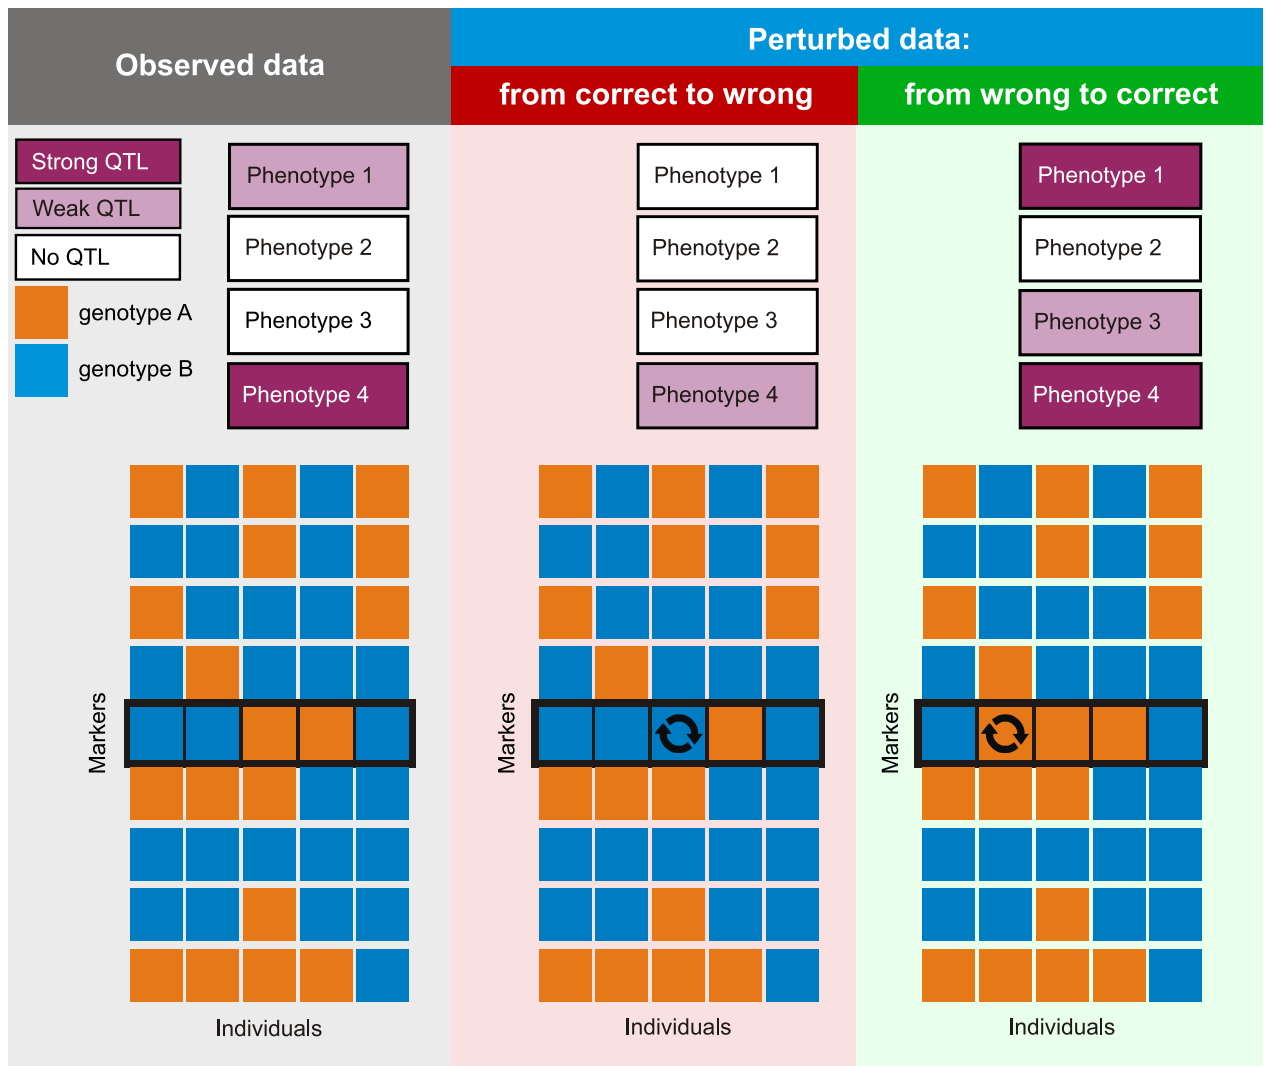 Observed data
Perturbed data:
from correct to wrong
from wrong to correct
Strong QTL
Weak QTL
No QTL
genotype A
genotype B
Phenotype 1
Phenotype 2
Phenotype 3
Phenotype 4
Phenotype 1
Phenotype 2
Phenotype 3
Phenotype 4
Phenotype 1
Phenotype 2
Phenotype 3
Phenotype 4
Markers
Individuals
Markers
Individuals
Markers
Individuals